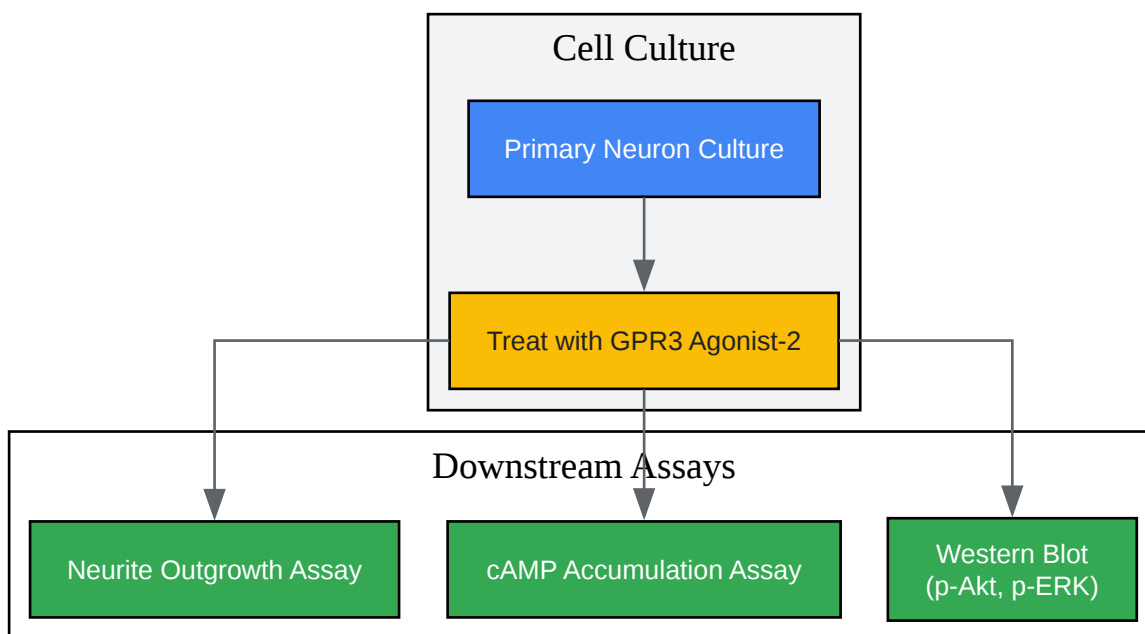 Cell Culture
Primary Neuron Culture
Treat with GPR3 Agonist-2
Downstream Assays
Neurite Outgrowth Assay
cAMP Accumulation Assay
Western Blot
(p-Akt, p-ERK)